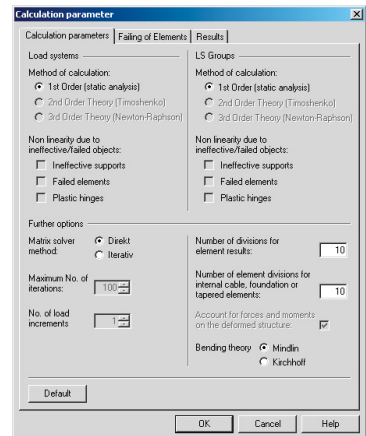 Calculation parameter
Calculation parameters Failing of Elements Results
Load systems
Method of calculation:
1st Order (static analysis)
2nd Order Theory (Timoshenko)
3rd Order Theory (Newton-Raphson)
Non linearity due to
ineffective/failed objects:
Ineffective supports
Failed elements
Plastic hinges
LS Groups
Method of calculation:
1st Order (static analysis)
2nd Order Theory (Timoshenko)
3rd Order Theory (Newton-Raphson)
Non linearity due to
ineffective/failed objects:
Ineffective supports
Failed elements
Plastic hinges
Further options
Matrix solver
method:
Direkt
Iterativ
Maximum No. of
iterations:
100
No. of load
increments
1
Number of divisions for
element results:
10
Number of element divisions for
internal cable, foundation or
tapered elements:
10
Account for forces and moments
on the deformed structure:
Bending theory
Mindlin
Kirchhoff
Default
OK Cancel Help